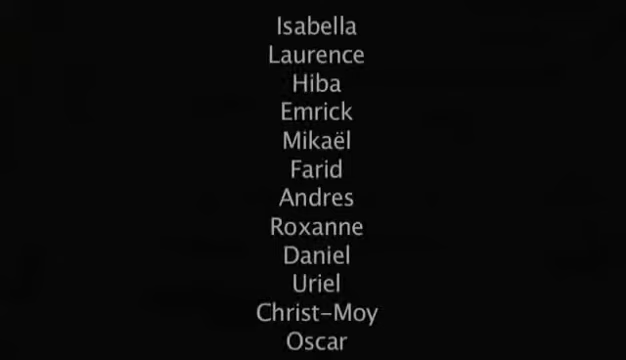 Isabella
Laurence
Hiba
Emrick
Mikaël
Farid
Andres
Roxanne
Daniel
Uriel
Christ-Moy
Oscar